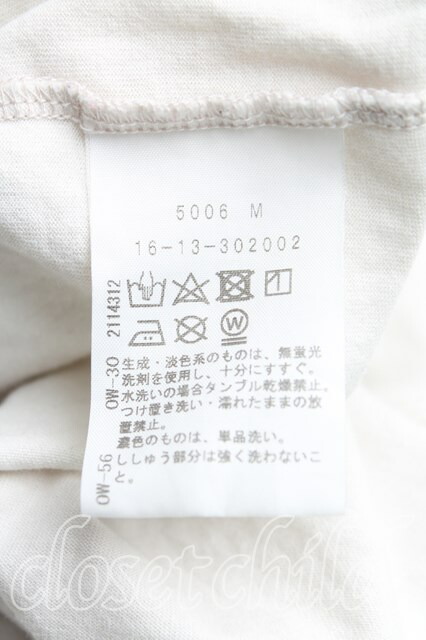 5006 M
16-13-302002
W
生成・淡色系のものは、無蛍光
洗剤を使用し、十分にすすぐ。
水洗いの場合タンブル乾燥禁止。
つけ置き洗い・濡れたままの放
置禁止。
濃色のものは、単品洗い。
ししゅう部分は強く洗わないこ
と。
OW-56 OW-30 2114312
closet child